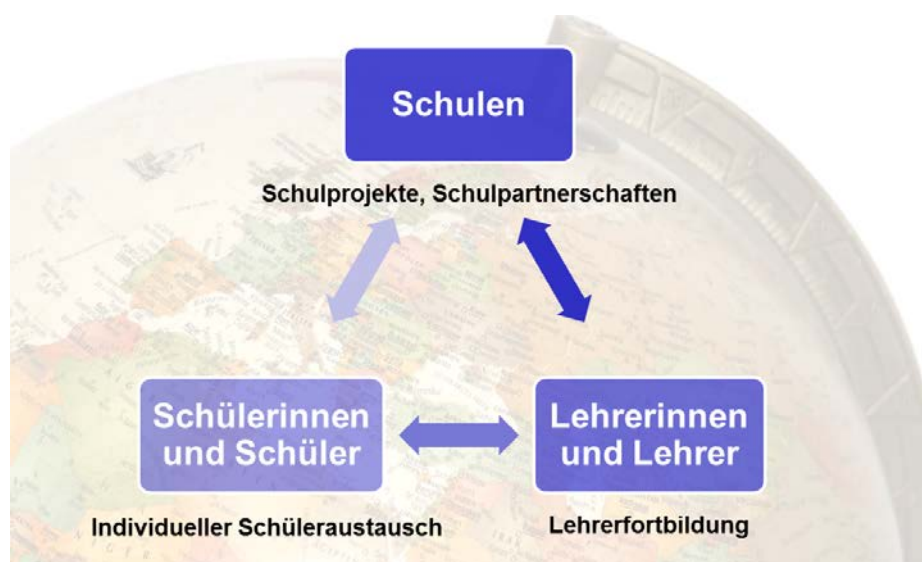 Schulen
Schulprojekte, Schulpartnerschaften
Schülerinnen
und Schüler
Lehrerinnen
und Lehrer
Individueller Schüleraustausch
Lehrerfortbildung